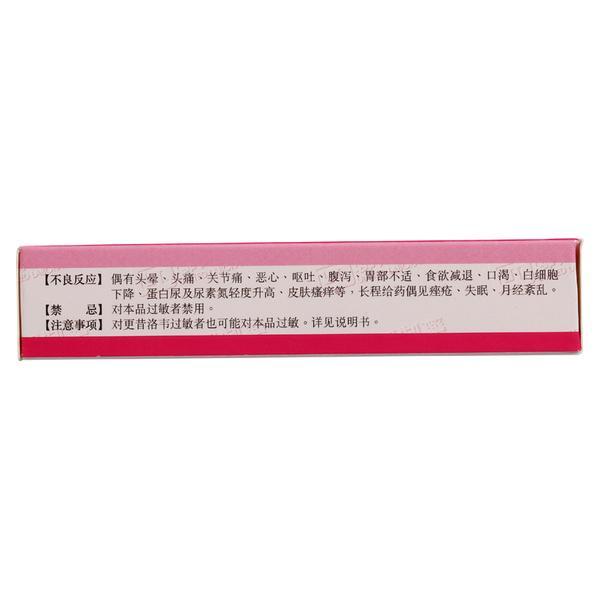 【不良反应】偶有头晕、头痛、关节痛、恶心、呕吐、腹泻、胃部不适、食欲减退、口渴、白细胞
下降、蛋白尿及尿素氮轻度升高、皮肤瘙痒等，长程给药偶见痤疮、失眠、月经紊乱。
【禁　忌】对本品过敏者禁用。
【注意事项】对更昔洛韦过敏者也可能对本品过敏。详见说明书。